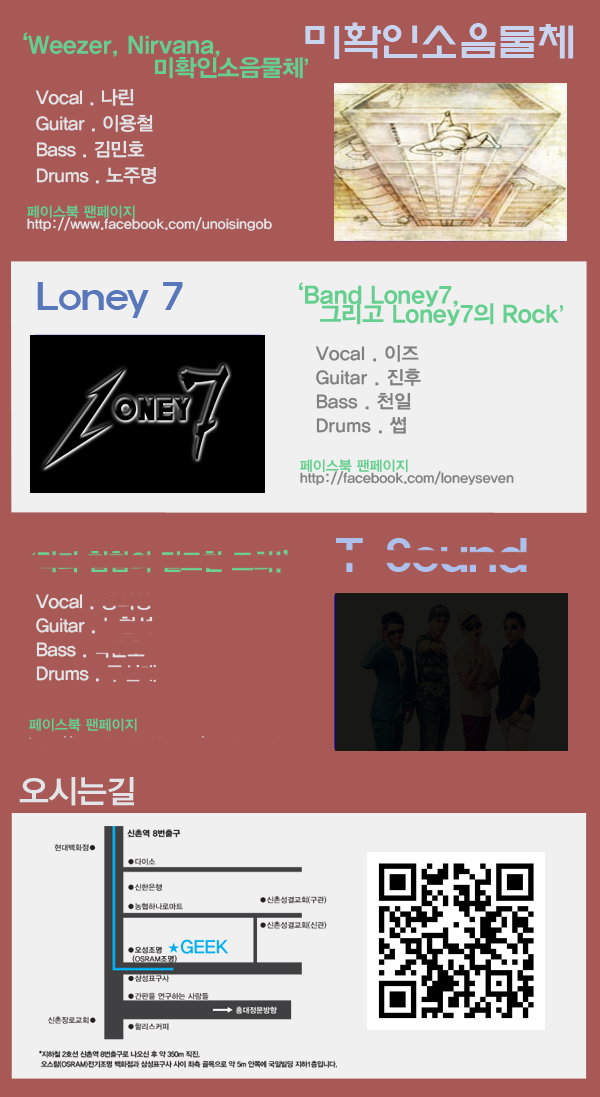 ‘Weezer, Nirvana,
미확인소음물체’
미확인소음물체
Vocal . 나린
Guitar . 이용철
Bass . 김민호
Drums . 노주명
페이스북 팬페이지
http://www.facebook.com/unoisingob
Loney 7
LONEY 7
‘Band Loney7,
그리고 Loney7의 Rock’
Vocal . 이즈
Guitar . 진후
Bass . 천일
Drums . 썹
페이스북 팬페이지
http://facebook.com/loneyseven
T-Sound
Vocal .
Guitar .
Bass .
Drums .
페이스북 팬페이지
오시는길
신촌역 8번출구
현대백화점●
●다이소
●신한은행
●농협하나로마트
●신촌성결교회(구관)
●신촌성결교회(신관)
●오성조명
(OSRAM조명)
★GEEK
●삼성표구사
●간판을 연구하는 사람들
홍대정문방향
신촌장로교회●
●할리스커피
*지하철 2호선 신촌역 8번출구로 나오신 후 약 350m 직진.
오스람(OSRAM)전기조명 백화점과 삼성표구사 사이 좌측 골목으로 약 5m 안쪽에 국일빌딩 지하1층입니다.